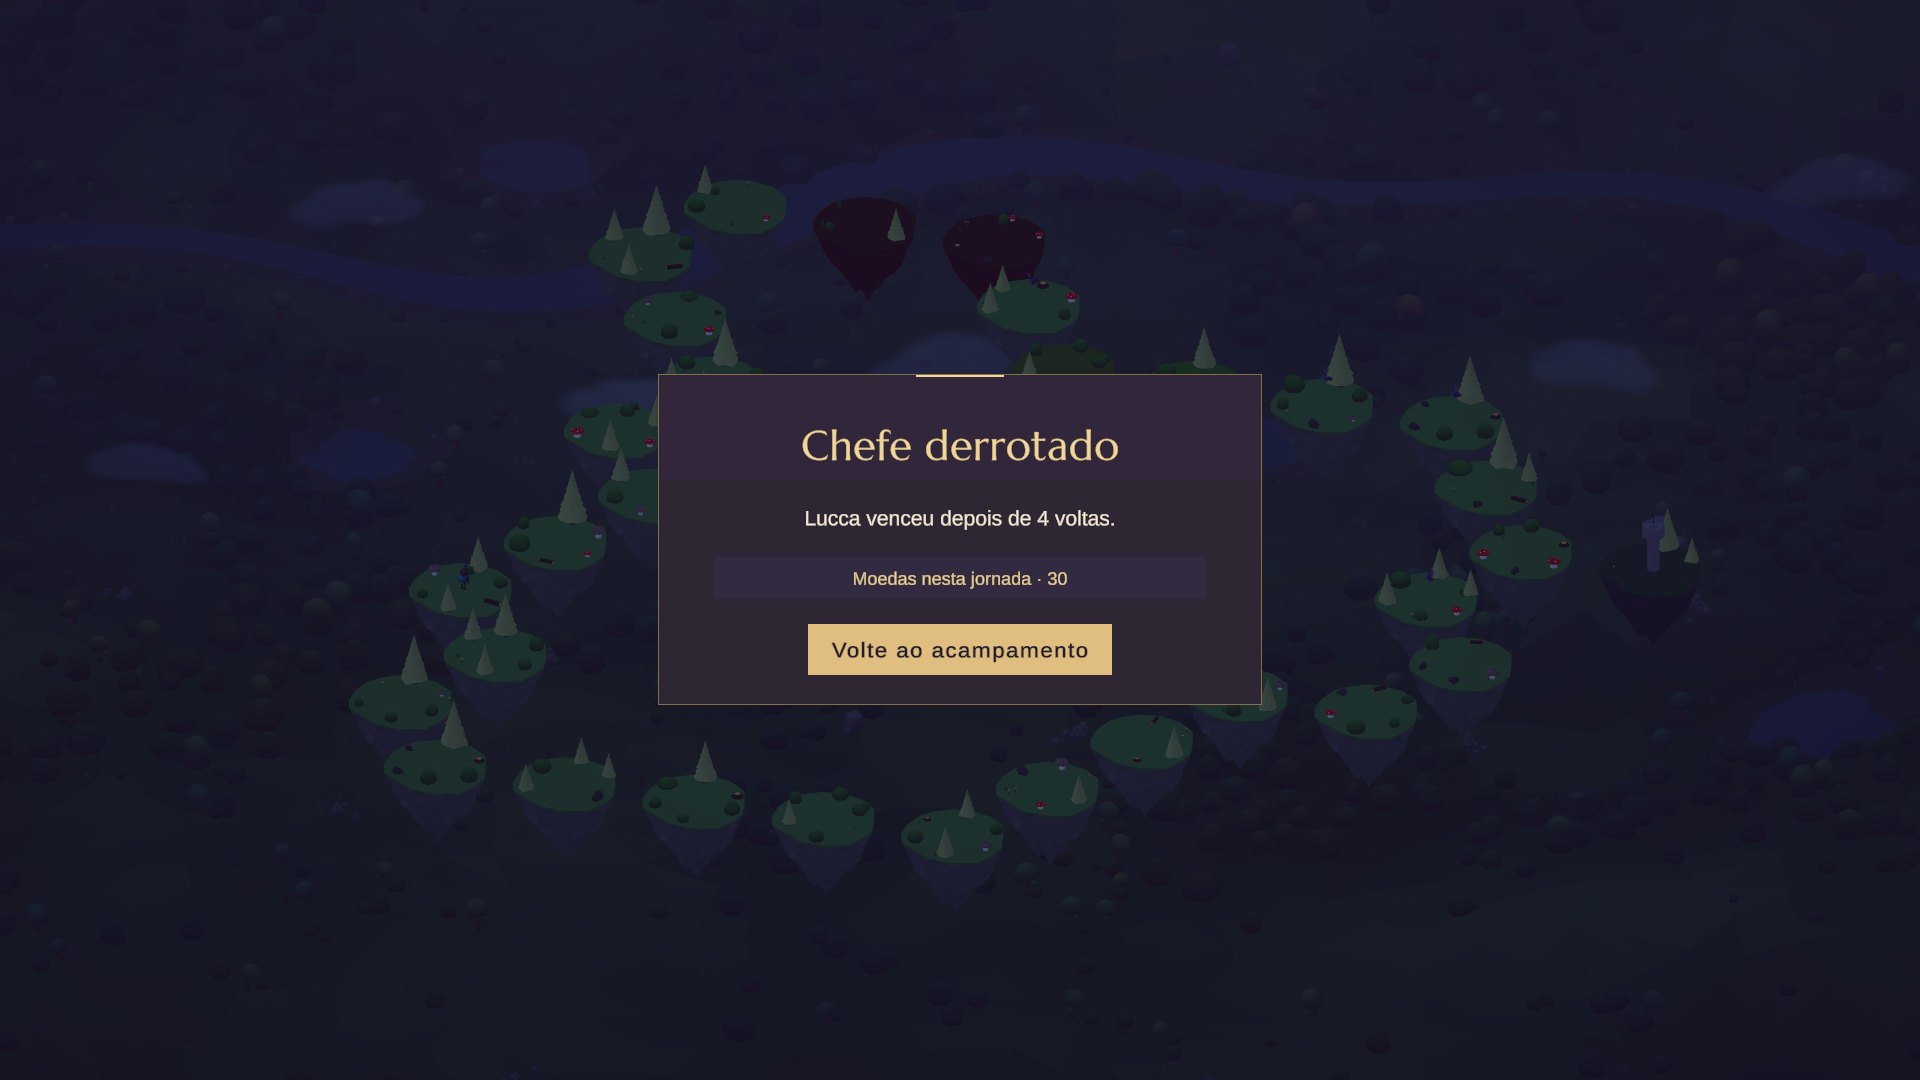 Chefe derrotado
Lucca venceu depois de 4 voltas.
Moedas nesta jornada · 30
Volte ao acampamento